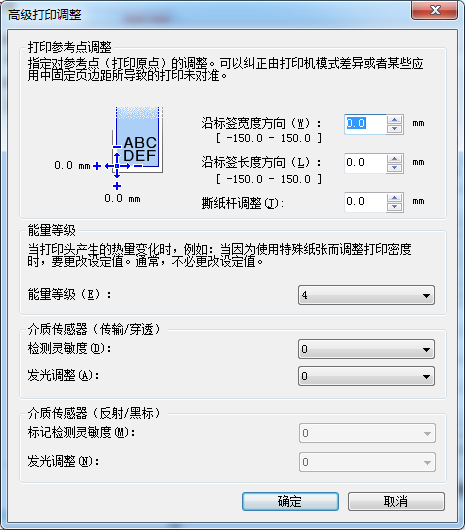 高级打印调整
打印参考点调整
指定对参考点（打印原点）的调整。可以纠正由打印机模式差异或者某些应
用中固定页边距所导致的打印未对准。
ABC
DEF
0.0 mm
0.0 mm
沿标签宽度方向(W): 0.0 mm
[ -150.0 - 150.0 ]
沿标签长度方向(L): 0.0 mm
[ -150.0 - 150.0 ]
撕纸杆调整(T): 0.0 mm
能量等级
当打印头产生的热量变化时，例如：当因为使用特殊纸张而调整打印密度
时，要更改设定值。通常，不必更改设定值。
能量等级(E): 4
介质传感器（传输/穿透）
检测灵敏度(D): 0
发光调整(A): 0
介质传感器（反射/黑标）
标记检测灵敏度(M): 0
发光调整(N): 0
确定 取消